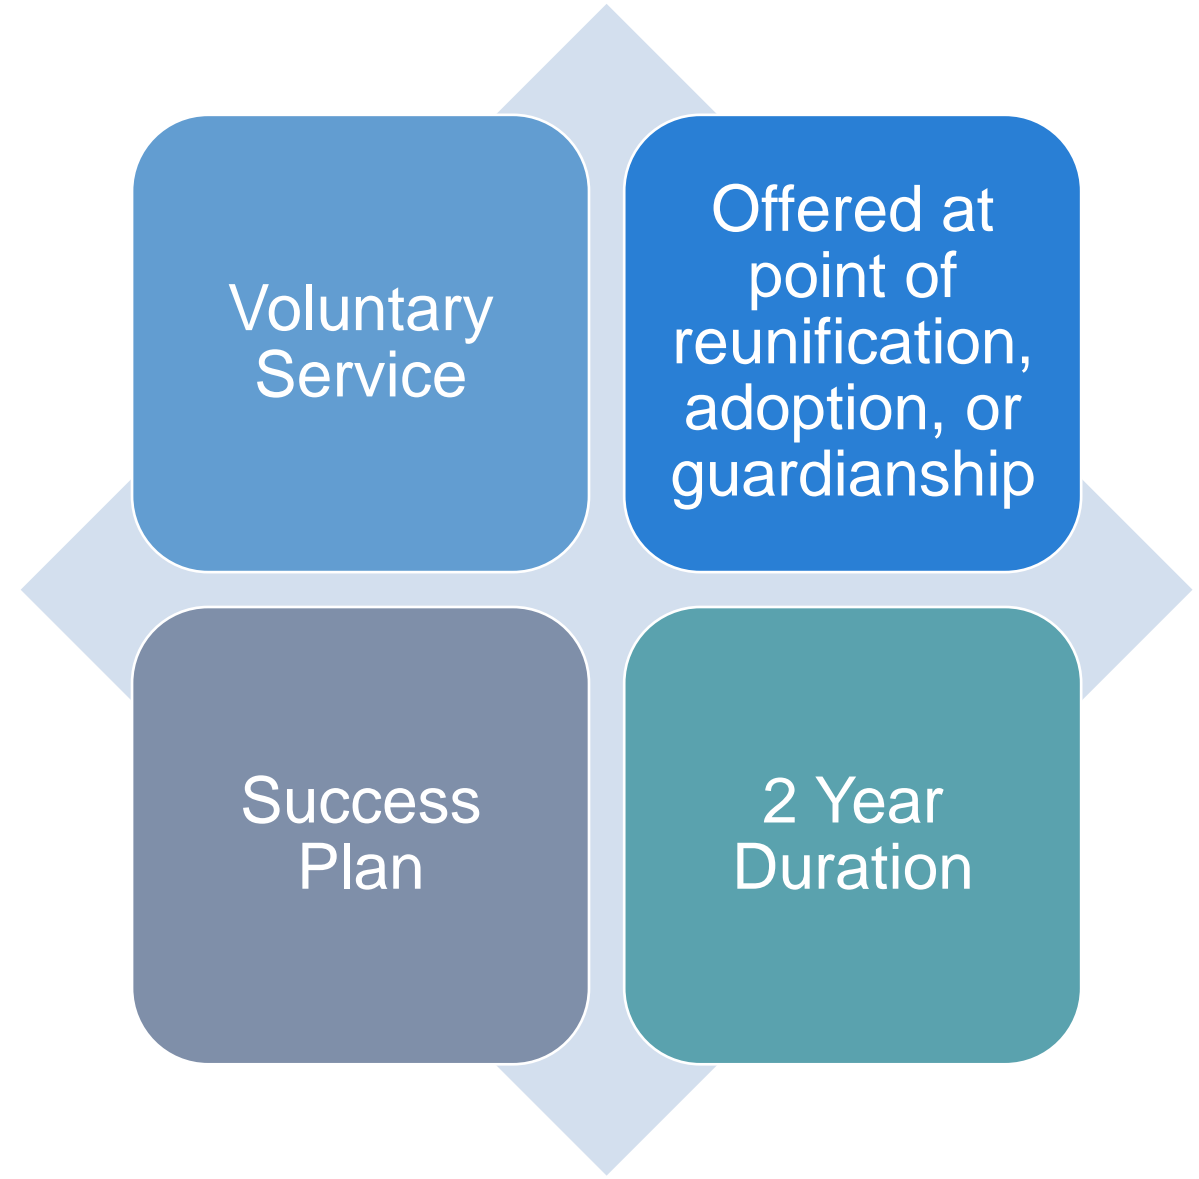 Voluntary
Service
Offered at
point of
reunification,
adoption, or
guardianship
Success
Plan
2 Year
Duration